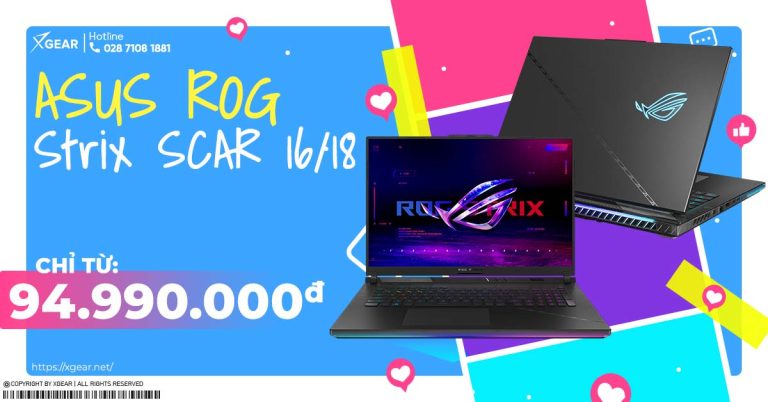 XGEAR
Hotline
028 7108 1881
ASUS ROG
Strix SCAR 16/18
ROG STRIX
CHỈ TỪ:
94.990.000đ
https://xgear.net/
@COPYRIGHT BY XGEAR | ALL RIGHTS RESERVED